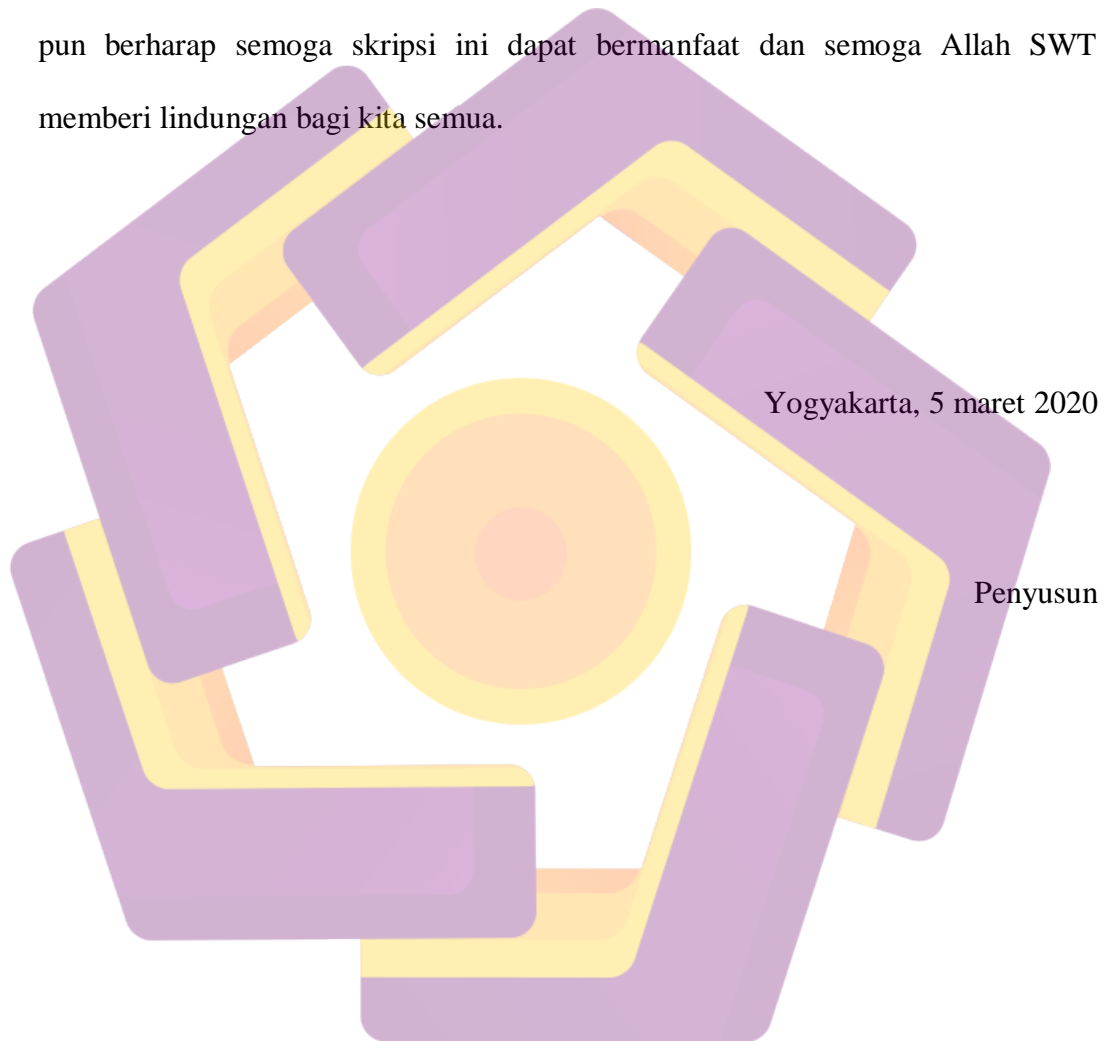 pun berharap semoga skripsi ini dapat bermanfaat dan semoga Allah SWT
memberi lindungan bagi kita semua.
Yogyakarta, 5 maret 2020
Penyusun